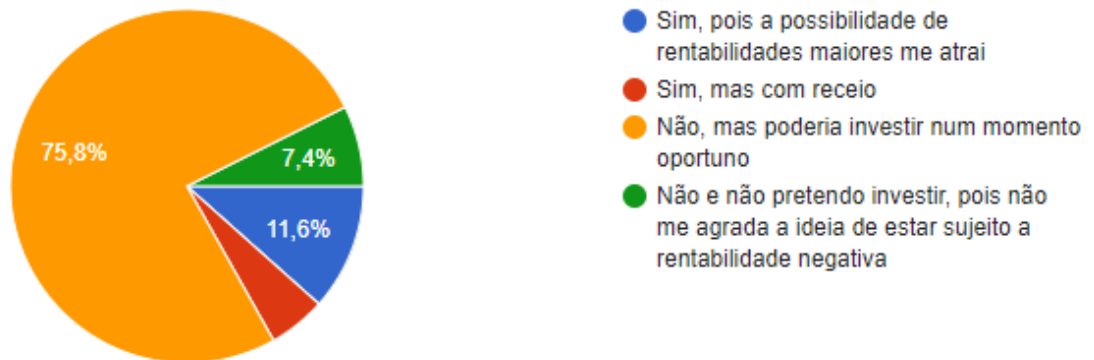 75,8%
7,4%
11,6%
Sim, pois a possibilidade de
rentabilidades maiores me atrai
Sim, mas com receio
Não, mas poderia investir num momento
oportuno
Não e não pretendo investir, pois não
me agrada a ideia de estar sujeito a
rentabilidade negativa